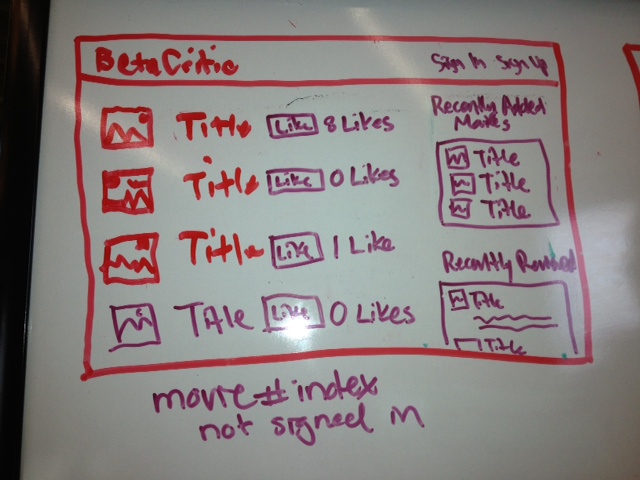 BetaCritic
Sign In Sign Up
Title Like 8 Likes
Title Like 0 Likes
Title Like 1 Like
Title Like 0 Likes
Recently Added
Movies
Title
Title
Title
Recently Reviewed
Title
Title
movie#index
not signed in